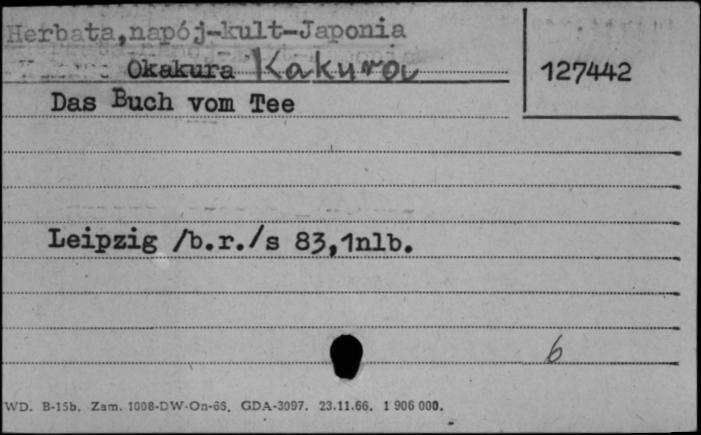 Herbata,napój-kult-Japonia
Okakura Kakuro
127442
Das Buch vom Tee
Leipzig /b.r./s 83,1nlb.
6
WD. B-15b. Zam. 1008-DW-On-66. GDA-3097. 23.11.66. 1 906 000.